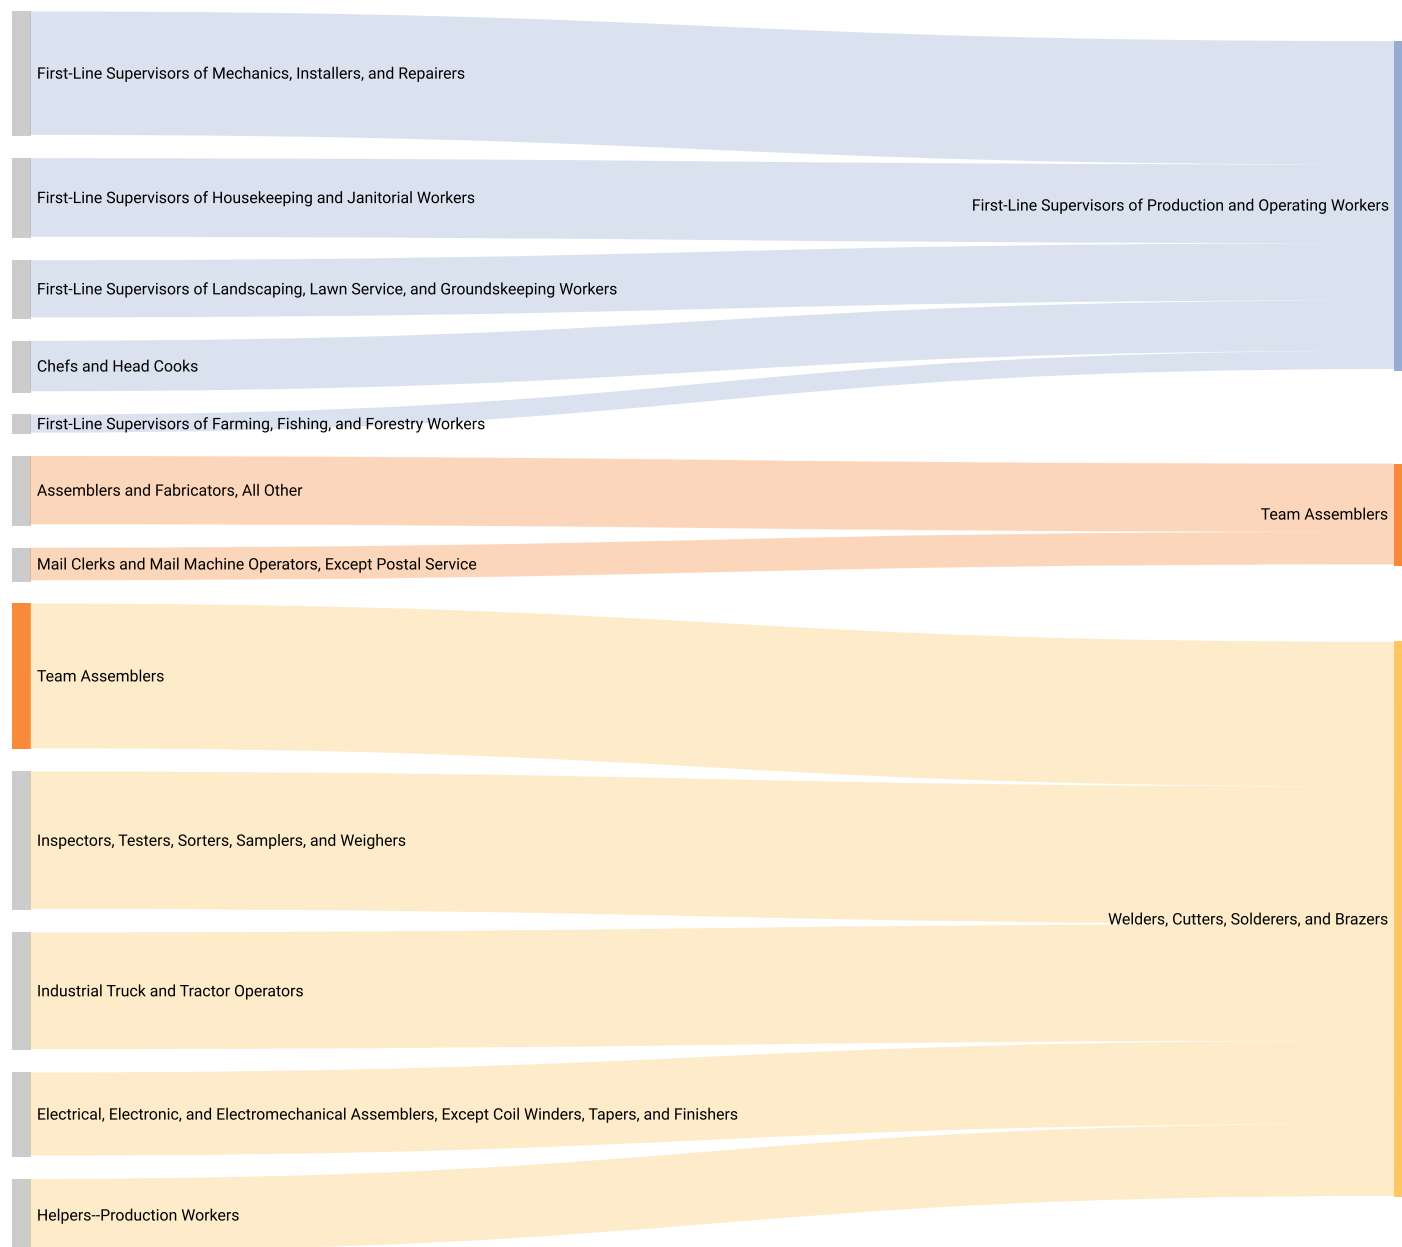 First-Line Supervisors of Mechanics, Installers, and Repairers
First-Line Supervisors of Housekeeping and Janitorial Workers
First-Line Supervisors of Production and Operating Workers
First-Line Supervisors of Landscaping, Lawn Service, and Groundskeeping Workers
Chefs and Head Cooks
First-Line Supervisors of Farming, Fishing, and Forestry Workers
Assemblers and Fabricators, All Other
Team Assemblers
Mail Clerks and Mail Machine Operators, Except Postal Service
Team Assemblers
Inspectors, Testers, Sorters, Samplers, and Weighers
Welders, Cutters, Solderers, and Brazers
Industrial Truck and Tractor Operators
Electrical, Electronic, and Electromechanical Assemblers, Except Coil Winders, Tapers, and Finishers
Helpers--Production Workers